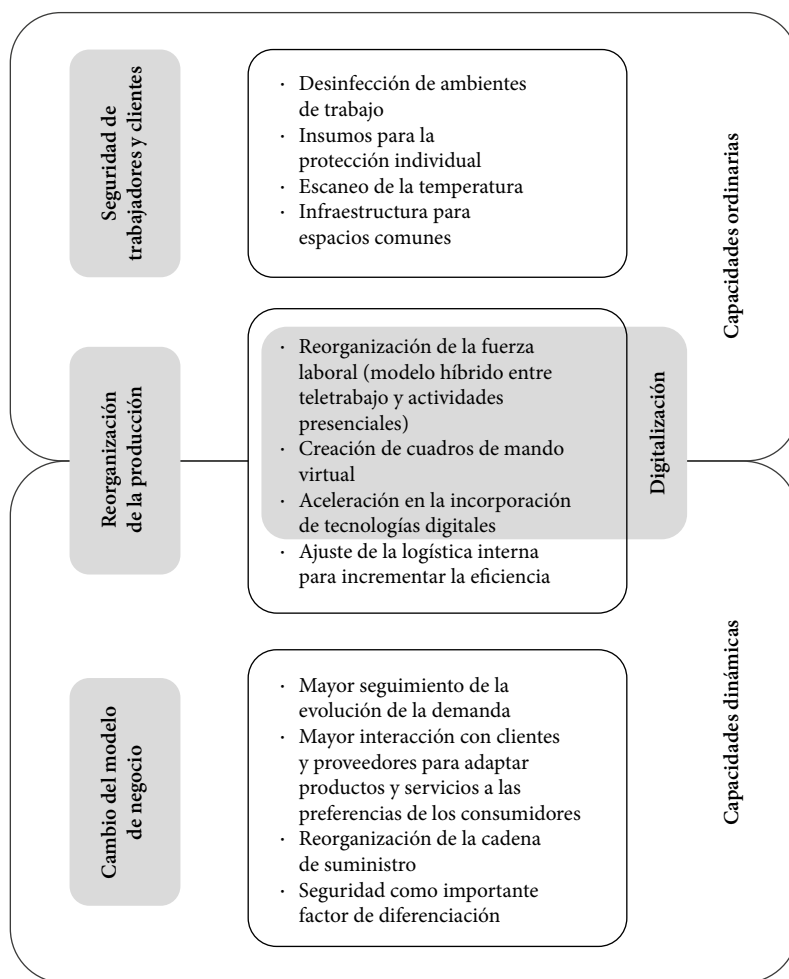 Seguridad de
trabajadores y clientes
· Desinfección de ambientes
de trabajo
· Insumos para la
protección individual
· Escaneo de la temperatura
· Infraestructura para
espacios comunes
Capacidades ordinarias
Reorganización
de la producción
· Reorganización de la fuerza
laboral (modelo híbrido entre
teletrabajo y actividades
presenciales)
· Creación de cuadros de mando
virtual
· Aceleración en la incorporación
de tecnologías digitales
· Ajuste de la logística interna
para incrementar la eficiencia
Digitalización
Cambio del modelo
de negocio
· Mayor seguimiento de la
evolución de la demanda
· Mayor interacción con clientes
y proveedores para adaptar
productos y servicios a las
preferencias de los consumidores
· Reorganización de la cadena
de suministro
· Seguridad como importante
factor de diferenciación
Capacidades dinámicas